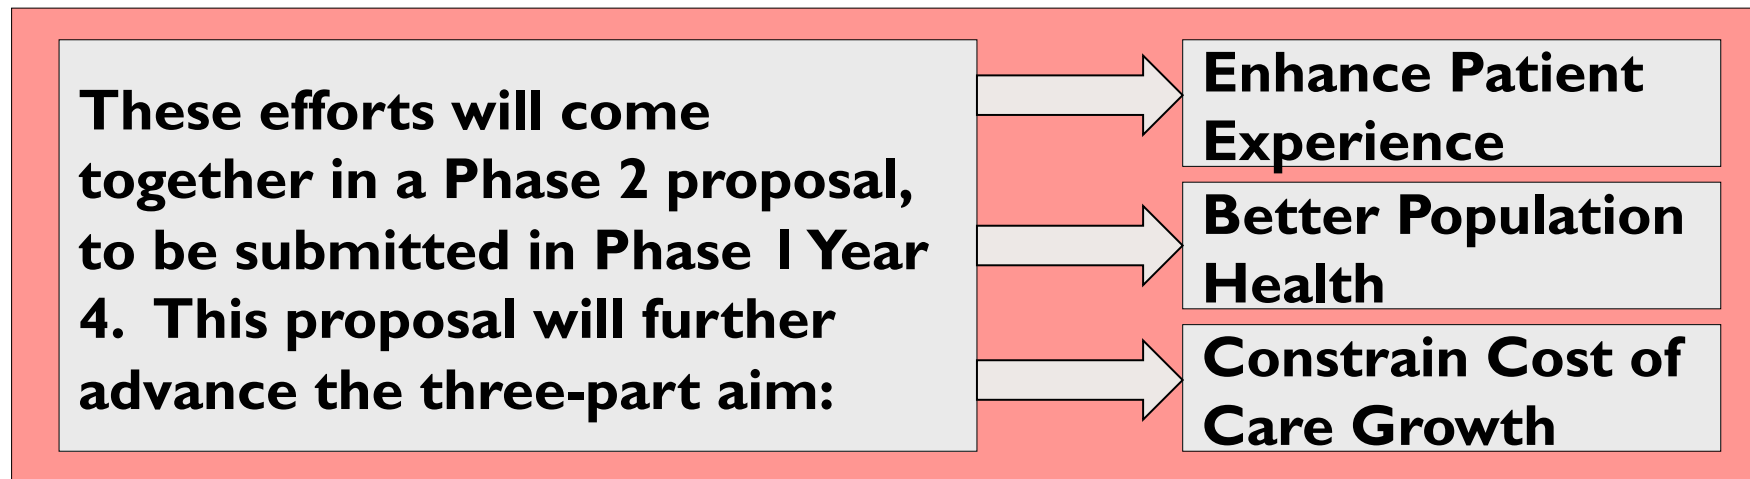 These efforts will come
together in a Phase 2 proposal,
to be submitted in Phase 1 Year
4.  This proposal will further
advance the three-part aim:
Enhance Patient
Experience
Better Population
Health
Constrain Cost of
Care Growth